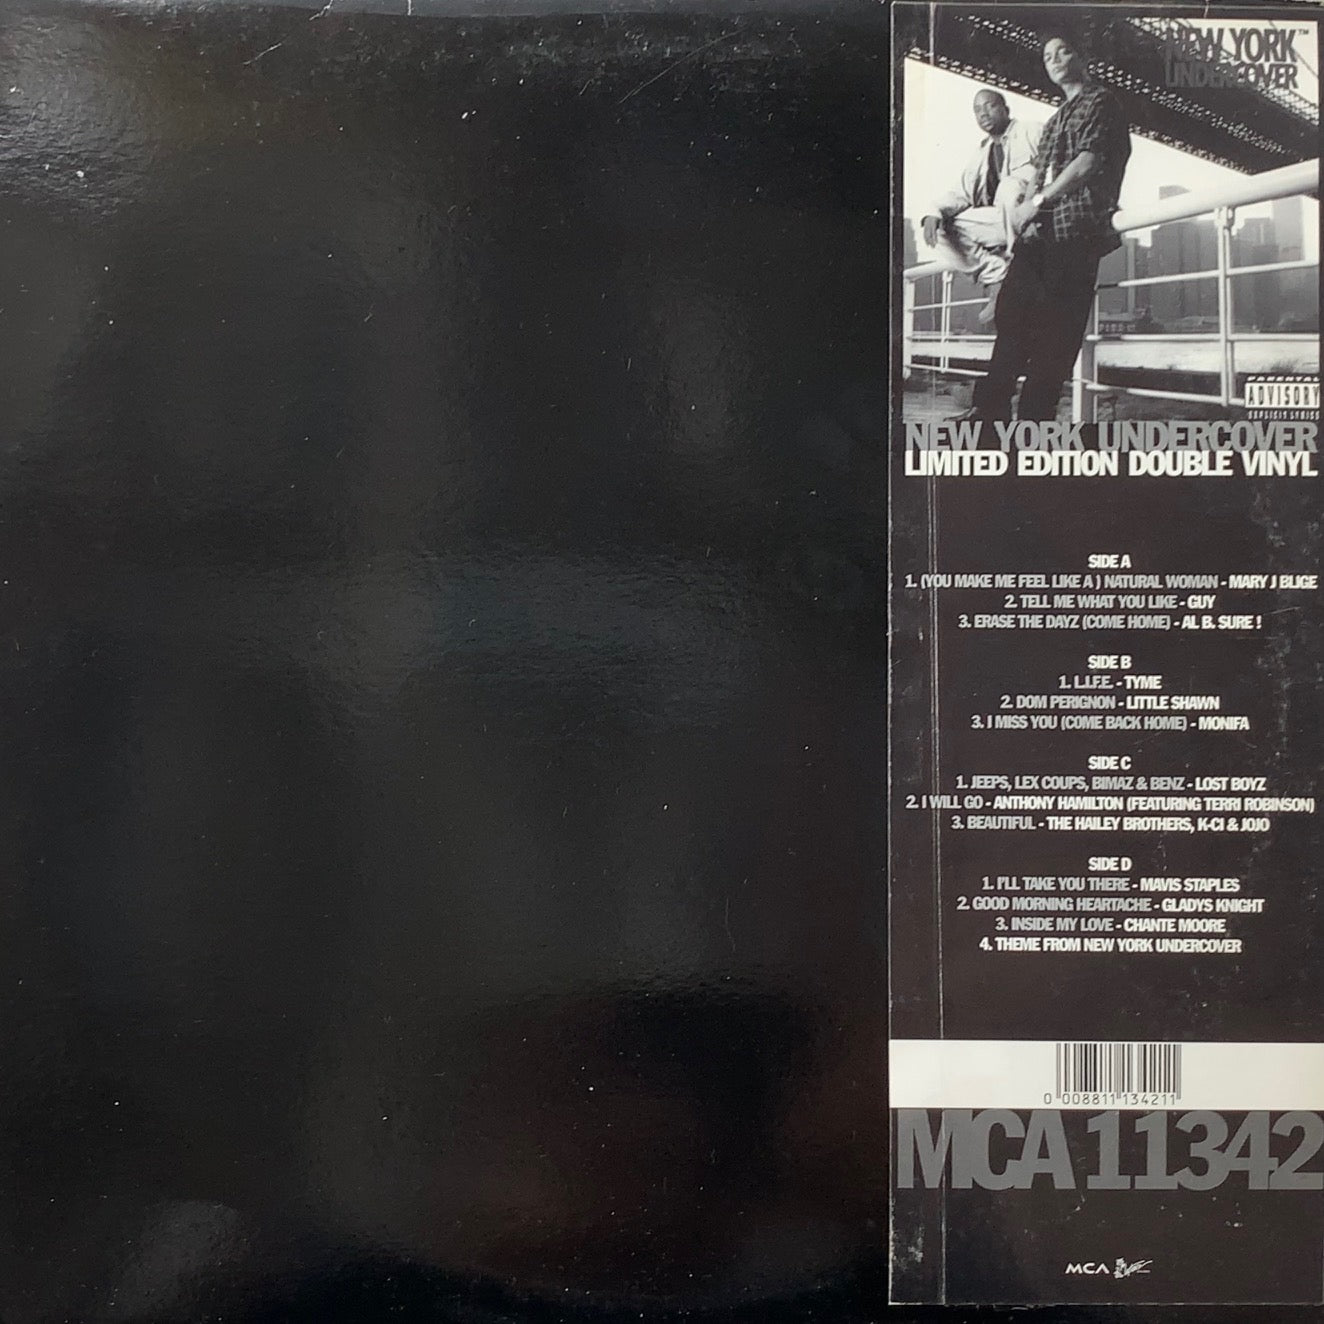 NEW YORK™
UNDERCOVER
PARENTAL
ADVISORY
EXPLICIT LYRICS
NEW YORK UNDERCOVER
LIMITED EDITION DOUBLE VINYL
SIDE A
1. (YOU MAKE ME FEEL LIKE A ) NATURAL WOMAN - MARY J BLIGE
2. TELL ME WHAT YOU LIKE - GUY
3. ERASE THE DAYZ (COME HOME) - AL B. SURE !
SIDE B
1. L.I.F.E. - TYME
2. DOM PERIGNON - LITTLE SHAWN
3. I MISS YOU (COME BACK HOME) - MONIFA
SIDE C
1. JEEPS, LEX COUPS, BIMAZ & BENZ - LOST BOYZ
2. I WILL GO - ANTHONY HAMILTON (FEATURING TERRI ROBINSON)
3. BEAUTIFUL - THE HAILEY BROTHERS, K-CI & JOJO
SIDE D
1. I'LL TAKE YOU THERE - MAVIS STAPLES
2. GOOD MORNING HEARTACHE - GLADYS KNIGHT
3. INSIDE MY LOVE - CHANTE MOORE
4. THEME FROM NEW YORK UNDERCOVER
0 008811 134211
MCA 11342
MCA